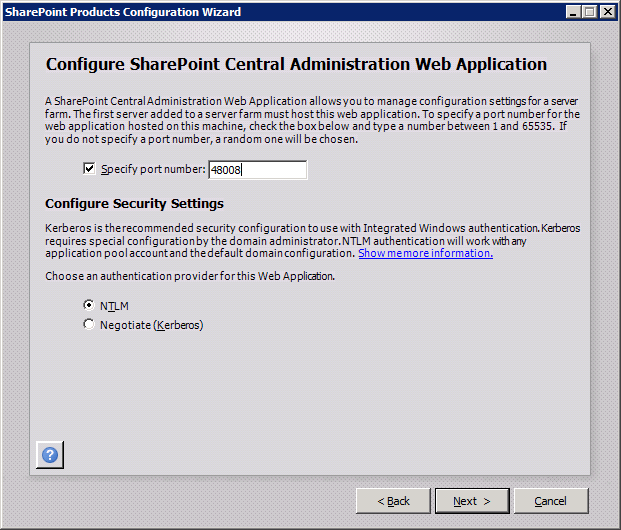 SharePoint Products Configuration Wizard
Configure SharePoint Central Administration Web Application
A SharePoint Central Administration Web Application allows you to manage configuration settings for a server
farm. The first server added to a server farm must host this web application. To specify a port number for the
web application hosted on this machine, check the box below and type a number between 1 and 65535. If
you do not specify a port number, a random one will be chosen.
Specify port number: 48008
Configure Security Settings
Kerberos is the recommended security configuration to use with Integrated Windows authentication. Kerberos
requires special configuration by the domain administrator. NTLM authentication will work with any
application pool account and the default domain configuration. Show me more information.
Choose an authentication provider for this Web Application.
NTLM
Negotiate (Kerberos)
?
< Back Next > Cancel